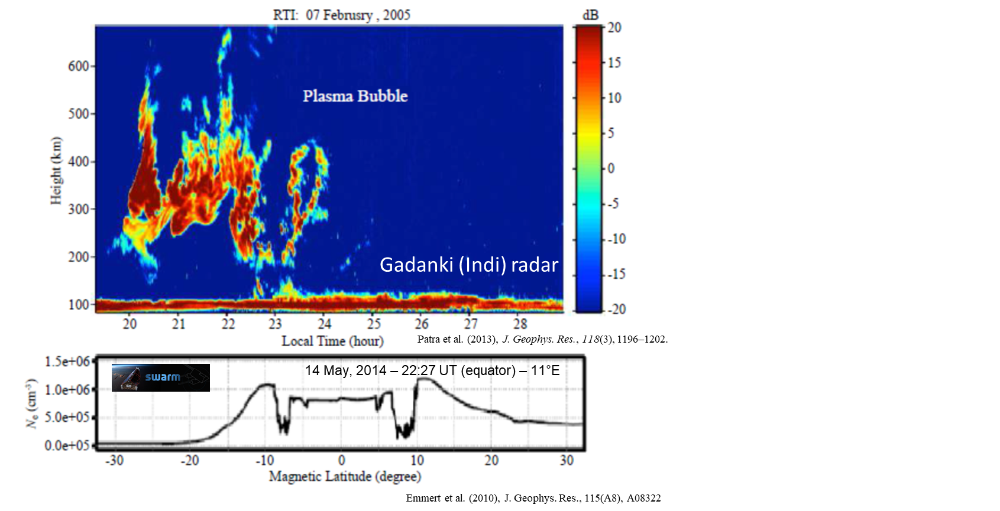 RTI: 07 Februsry , 2005
dB
Plasma Bubble
Gadanki (Indi) radar
Height (km)
600
500
400
300
200
100
20
15
10
5
0
-5
-10
-15
-20
20 21 22 23 24 25 26 27 28
Local Time (hour)
Patra et al. (2013), J. Geophys. Res., 118(3), 1196–1202.
swarm
14 May, 2014 – 22:27 UT (equator) – 11°E
Nₑ (cm⁻³)
1.5e+06
1.0e+06
5.0e+05
0.0e+05
-30 -20 -10 0 10 20 30
Magnetic Latitude (degree)
Emmert et al. (2010), J. Geophys. Res., 115(A8), A08322